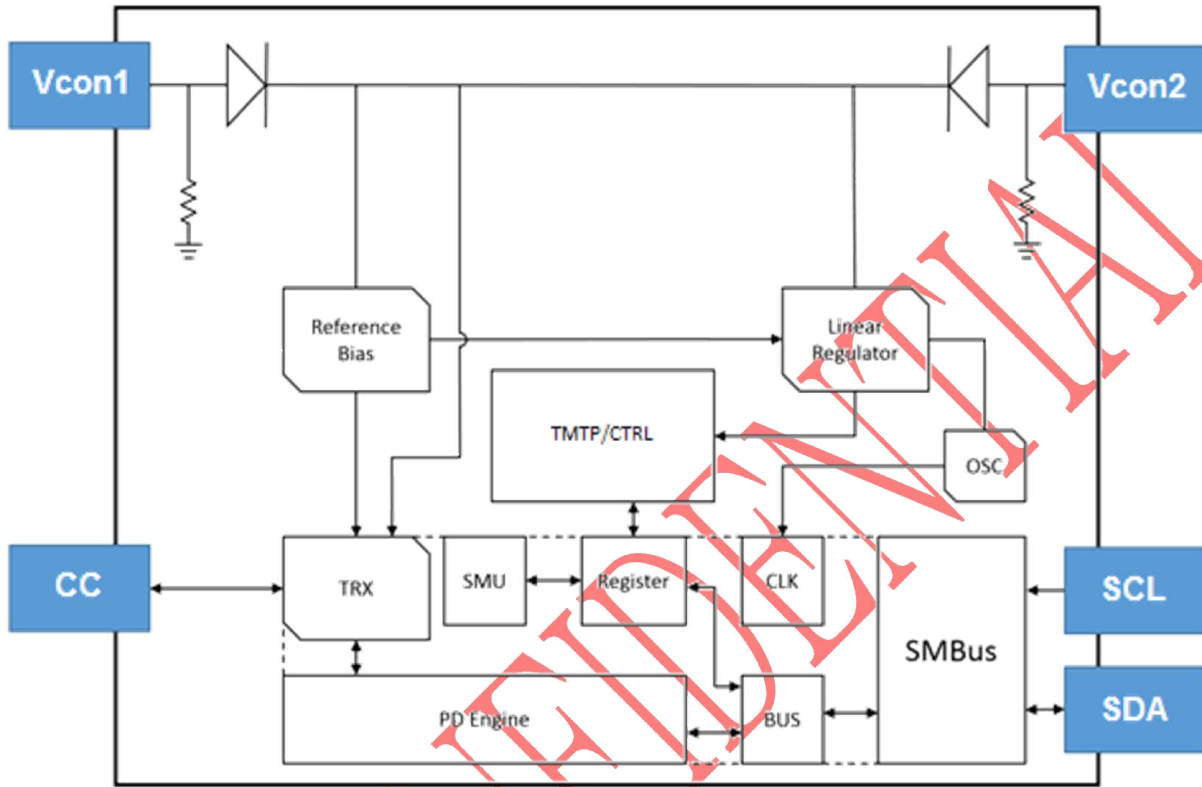 Vcon1
Vcon2
Reference
Bias
Linear
Regulator
TMTP/CTRL
OSC
CC
TRX
SMU
Register
CLK
SMBus
SCL
SDA
PD Engine
BUS
FIDENTIAL